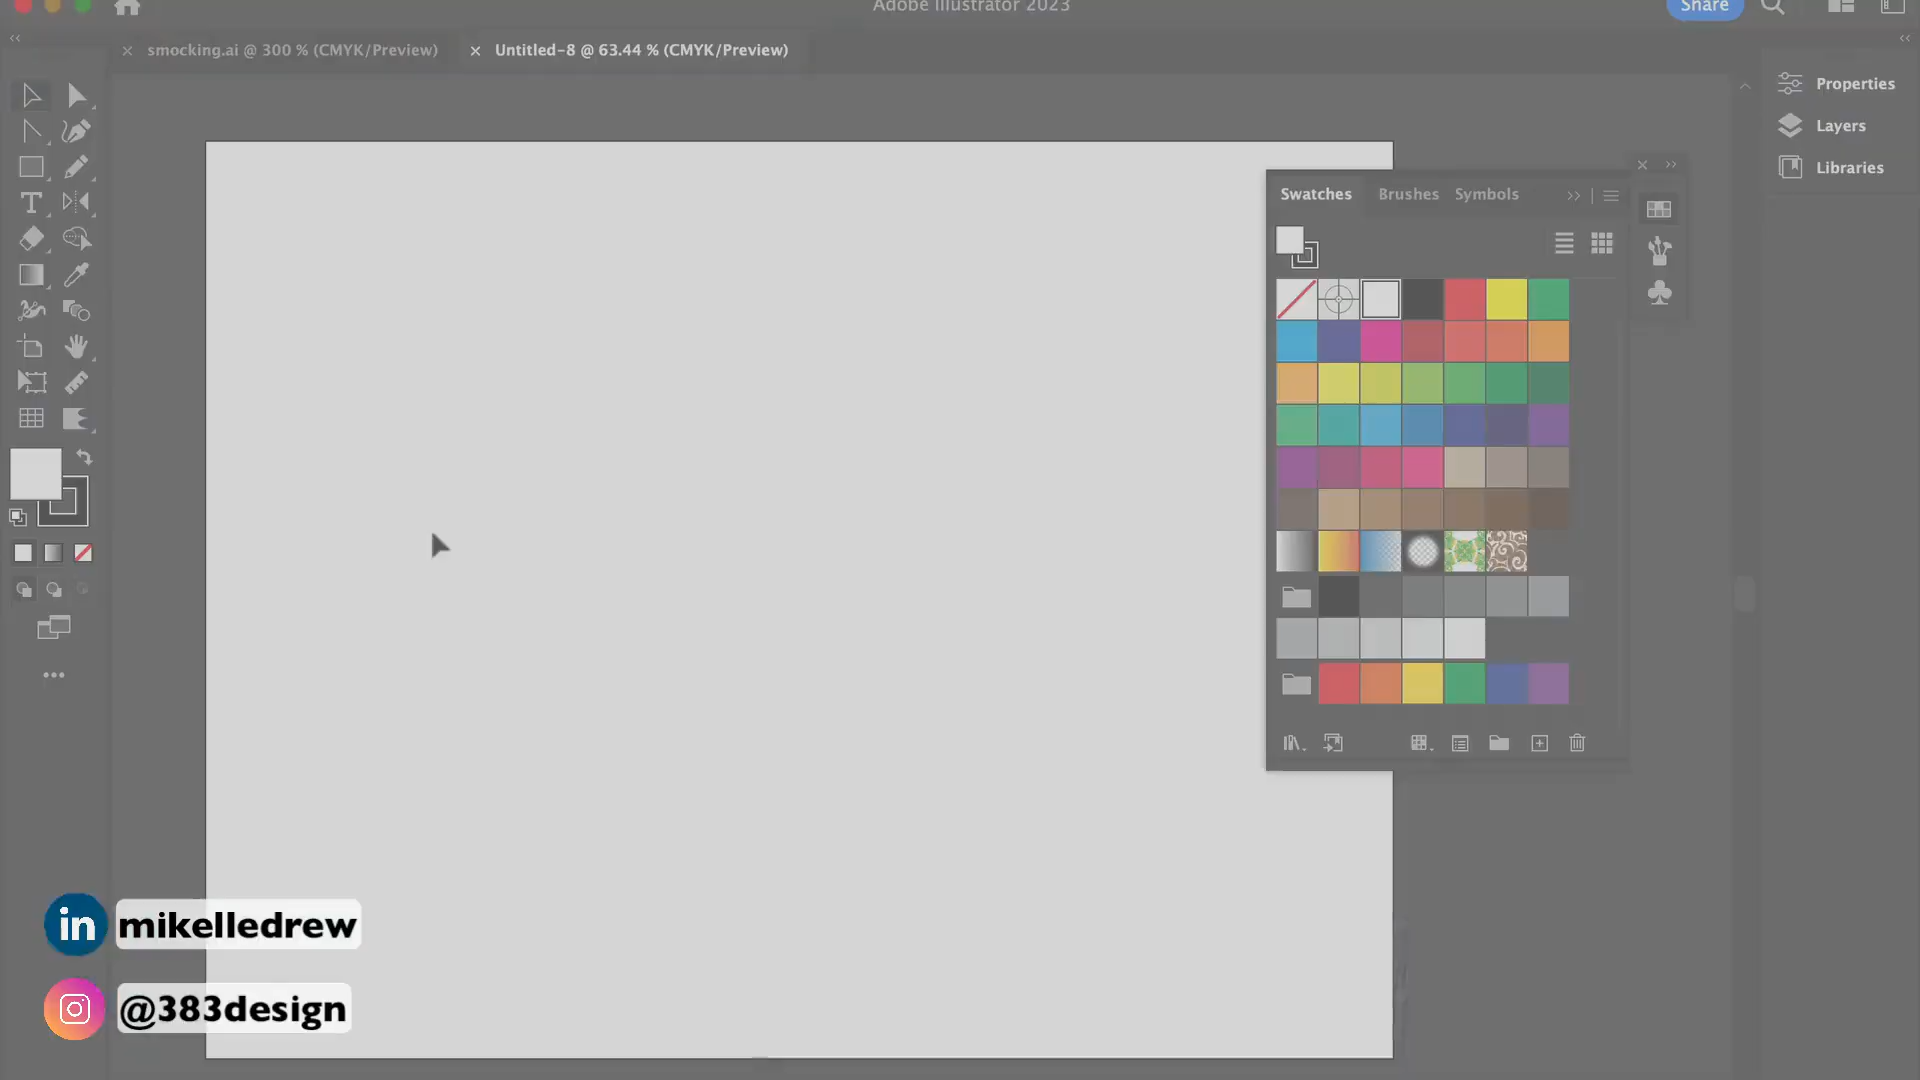 Adobe Illustrator 2023
Share
smocking.ai @ 300 % (CMYK/Preview)
Untitled-8 @ 63.44 % (CMYK/Preview)
Properties
Layers
Libraries
Swatches
Brushes
Symbols
in
mikelledrew
@383design